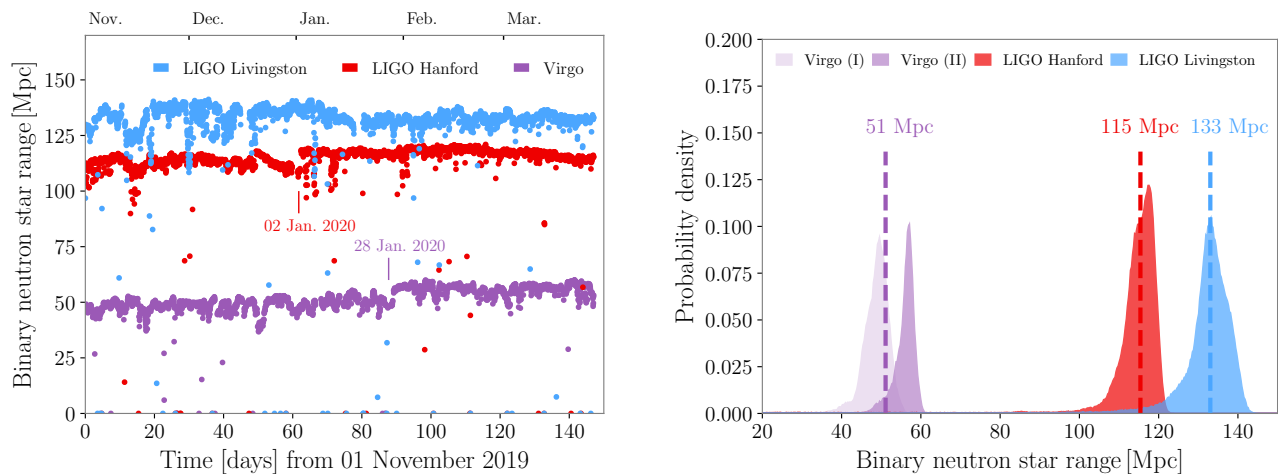 Nov. Dec. Jan. Feb. Mar.
LIGO Livingston LIGO Hanford Virgo
Binary neutron star range [Mpc]
150
125
100
75
50
25
0
02 Jan. 2020
28 Jan. 2020
0 20 40 60 80 100 120 140
Time [days] from 01 November 2019
Virgo (I) Virgo (II) LIGO Hanford LIGO Livingston
51 Mpc 115 Mpc 133 Mpc
Probability density
0.200
0.175
0.150
0.125
0.100
0.075
0.050
0.025
0.000
20 40 60 80 100 120 140
Binary neutron star range [Mpc]